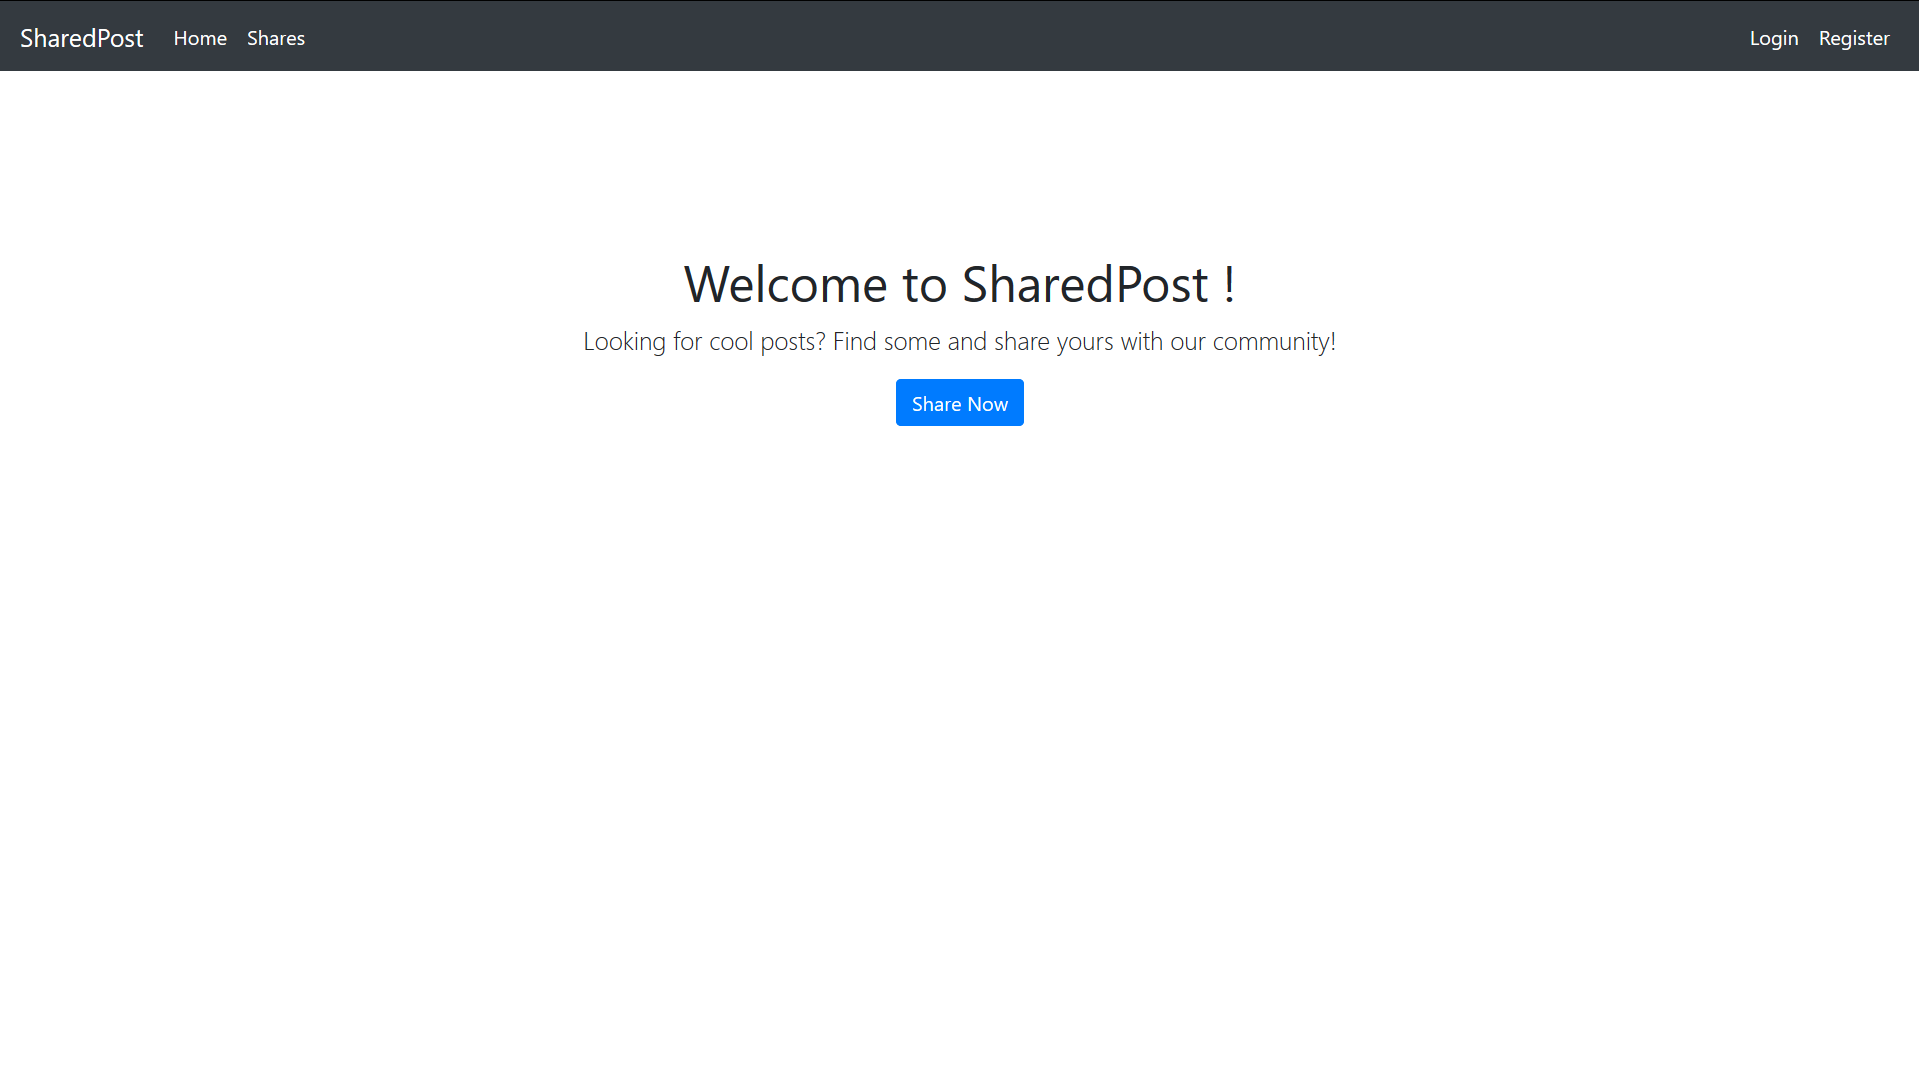 SharedPost Home Shares Login Register
Welcome to SharedPost !
Looking for cool posts? Find some and share yours with our community!
Share Now